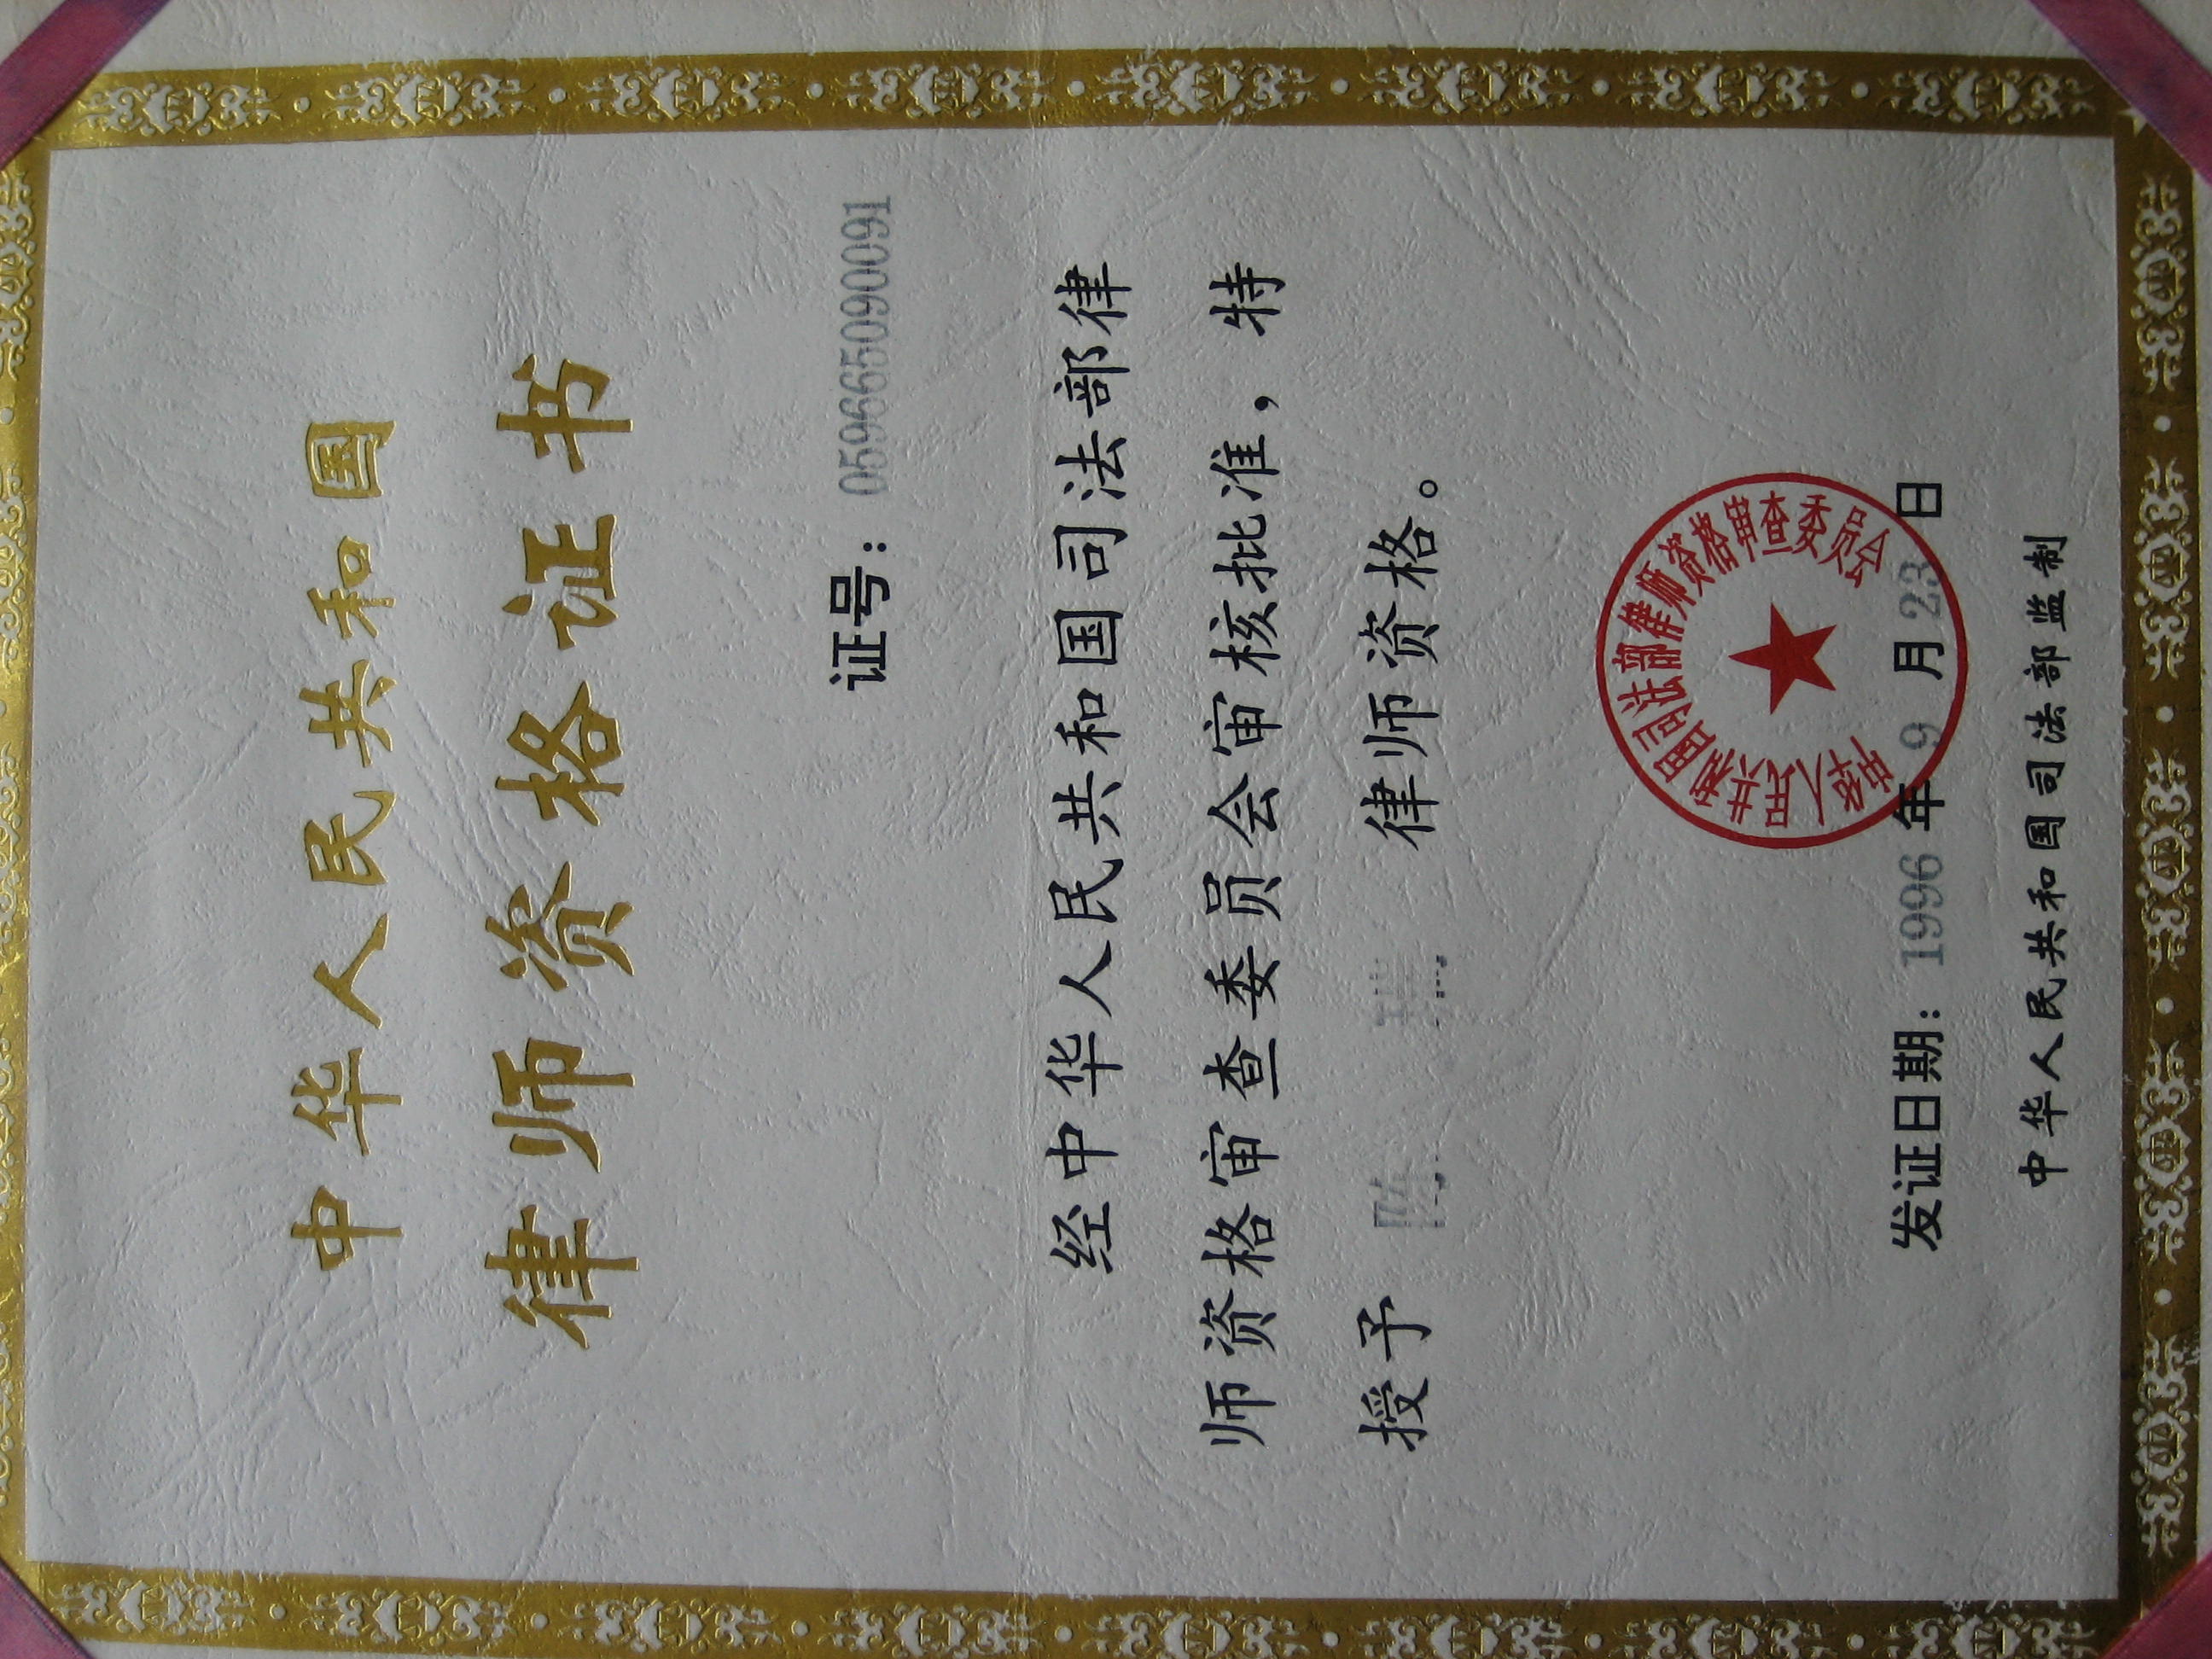 中华人民共和国
律师资格证书
证号：059665090091
经中华人民共和国司法部律
师资格审查委员会审核批准，特
授予 陈 律师资格。
中华人民共和国司法部律师资格审查委员会
发证日期：1996年9月23日
中华人民共和国司法部监制